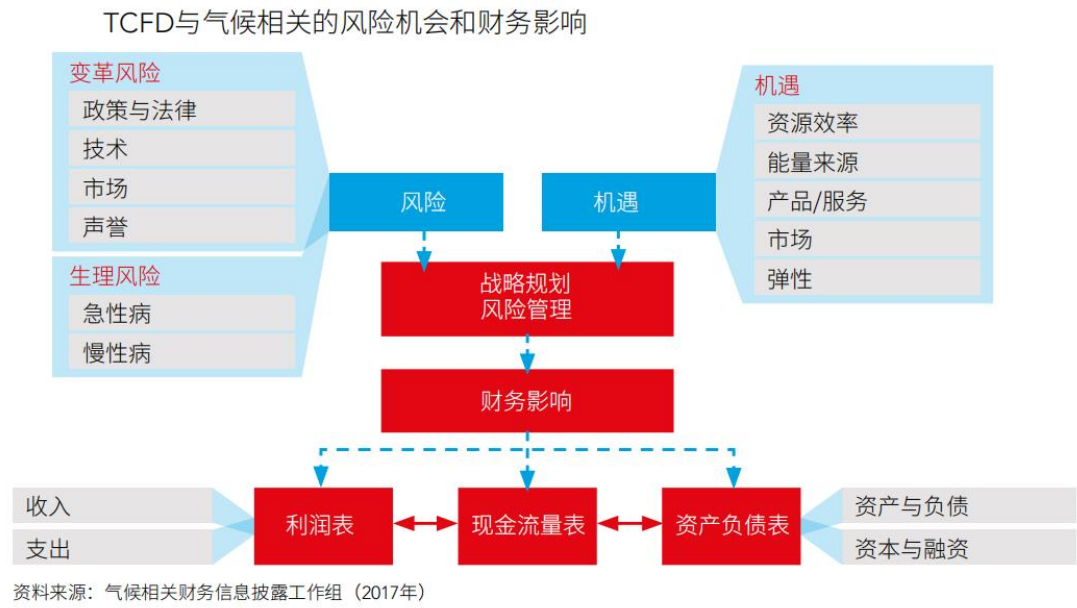 TCFD与气候相关的风险机会和财务影响
变革风险
政策与法律
技术
市场
声誉
生理风险
急性病
慢性病
风险
机遇
机遇
资源效率
能量来源
产品/服务
市场
弹性
战略规划
风险管理
财务影响
收入
支出
利润表
现金流量表
资产负债表
资产与负债
资本与融资
资料来源：气候相关财务信息披露工作组（2017年）